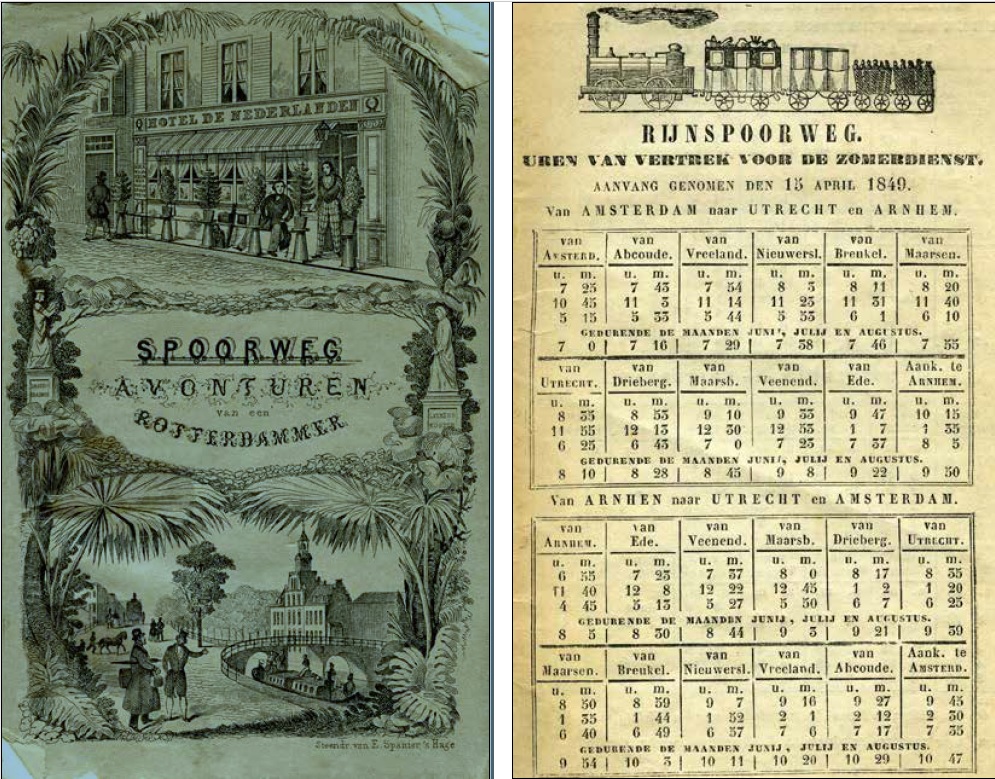 HOTEL DE NEDERLANDEN
SPOORWEG
AVONTUREN
van een
ROTTERDAMMER
Steendr. van E. Spanier, 's Hage
RIJNSPOORWEG.
UREN VAN VERTREK VOOR DE ZOMERDIENST.
AANVANG GENOMEN DEN 15 APRIL 1849.
Van AMSTERDAM naar UTRECHT en ARNHEM.
van van van van van van
AMSTERD. Abcoude. Vreeland. Nieuwersl. Breukel. Maarsen.
u. m. u. m. u. m. u. m. u. m. u. m.
7 25 7 43 7 54 8 3 8 11 8 20
10 45 11 3 11 14 11 23 11 31 11 40
5 15 5 33 5 44 5 53 6 1 6 10
GEDURENDE DE MAANDEN JUNIJ, JULIJ EN AUGUSTUS.
7 0 7 16 7 29 7 38 7 46 7 55
van van van van van Aank. te
UTRECHT. Drieberg. Maarsb. Veenend. Ede. ARNHEM.
u. m. u. m. u. m. u. m. u. m. u. m.
8 35 8 53 9 10 9 33 9 47 10 15
11 55 12 13 12 30 12 53 1 7 1 35
6 25 6 43 7 0 7 23 7 37 8 5
GEDURENDE DE MAANDEN JUNIJ, JULIJ EN AUGUSTUS.
8 10 8 28 8 45 9 8 9 22 9 50
Van ARNHEN naar UTRECHT en AMSTERDAM.
van van van van van van
ARNHEM. Ede. Veenend. Maarsb. Drieberg. UTRECHT.
u. m. u. m. u. m. u. m. u. m. u. m.
6 55 7 23 7 37 8 0 8 17 8 35
11 40 12 8 12 22 12 45 1 2 1 20
4 45 5 13 5 27 5 50 6 7 6 25
GEDURENDE DE MAANDEN JUNIJ, JULIJ EN AUGUSTUS.
8 5 8 30 8 44 9 3 9 21 9 39
van van van van van Aank. te
Maarsen. Breukel. Nieuwersl. Vreeland. Abcoude. AMSTERD.
u. m. u. m. u. m. u. m. u. m. u. m.
8 50 8 59 9 7 9 16 9 27 9 45
1 35 1 44 1 52 2 1 2 12 2 30
6 40 6 49 6 57 7 6 7 17 7 35
GEDURENDE DE MAANDEN JUNIJ, JULIJ EN AUGUSTUS.
9 54 10 3 10 11 10 20 10 29 10 47